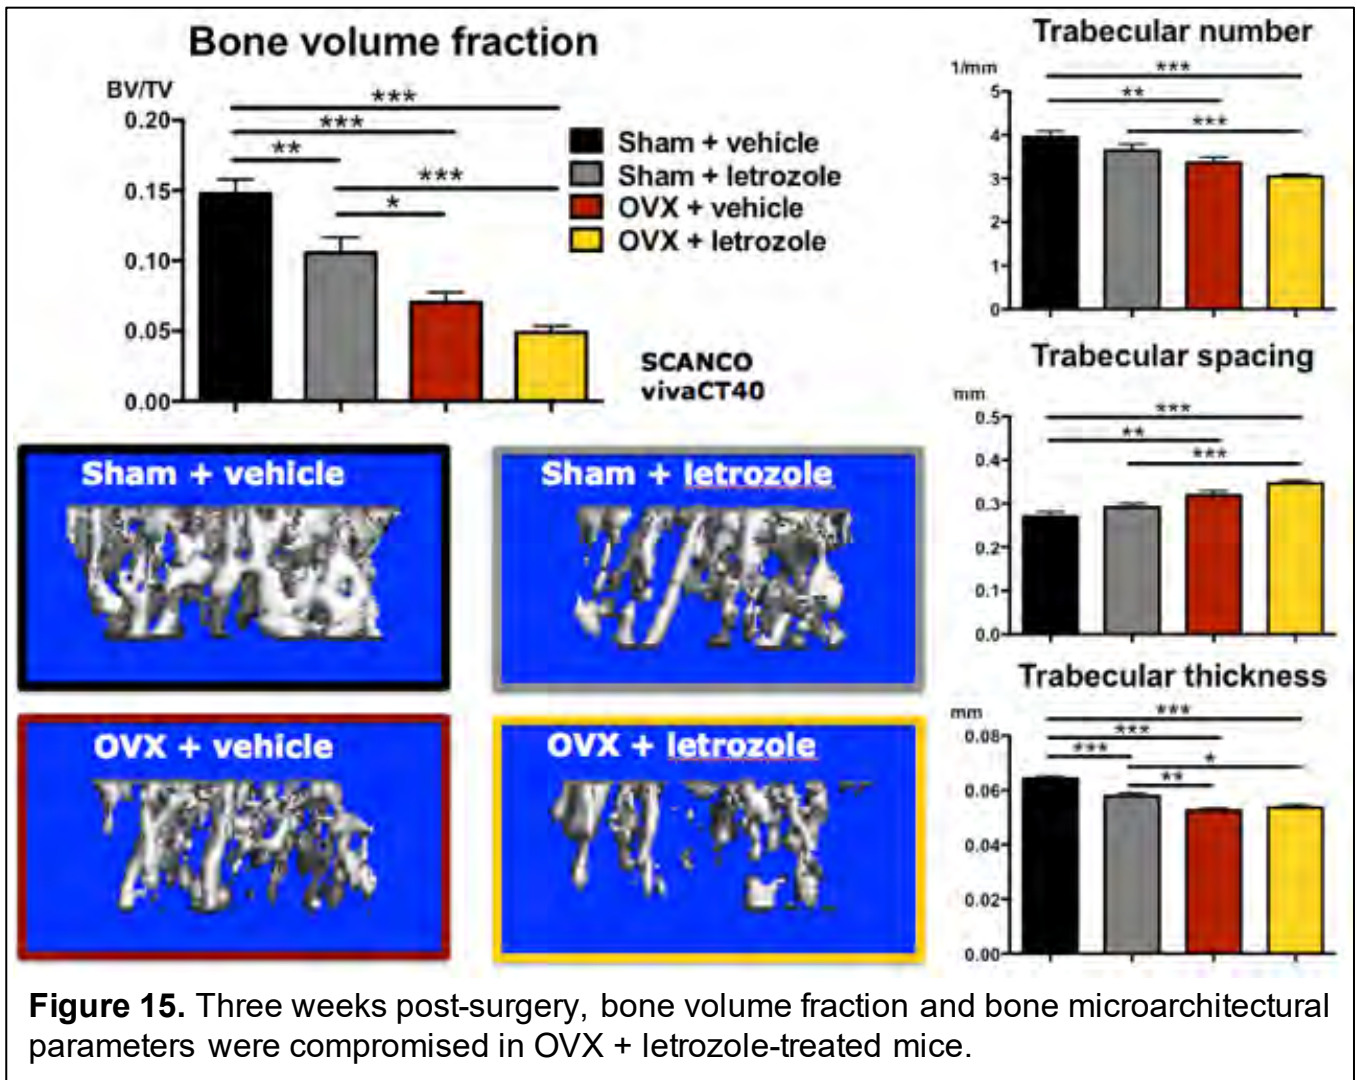 Bone volume fraction
BV/TV
***
***
**
***
*
0.20
0.15
0.10
0.05
0.00
Sham + vehicle
Sham + letrozole
OVX + vehicle
OVX + letrozole
SCANCO
vivaCT40
Trabecular number
1/mm
***
**
***
5
4
3
2
1
0
Trabecular spacing
mm
***
**
***
0.5
0.4
0.3
0.2
0.1
0.0
Trabecular thickness
mm
***
***
***
*
**
0.08
0.06
0.04
0.02
0.00
Sham + vehicle
Sham + letrozole
OVX + vehicle
OVX + letrozole
Figure 15. Three weeks post-surgery, bone volume fraction and bone microarchitectural
parameters were compromised in OVX + letrozole-treated mice.